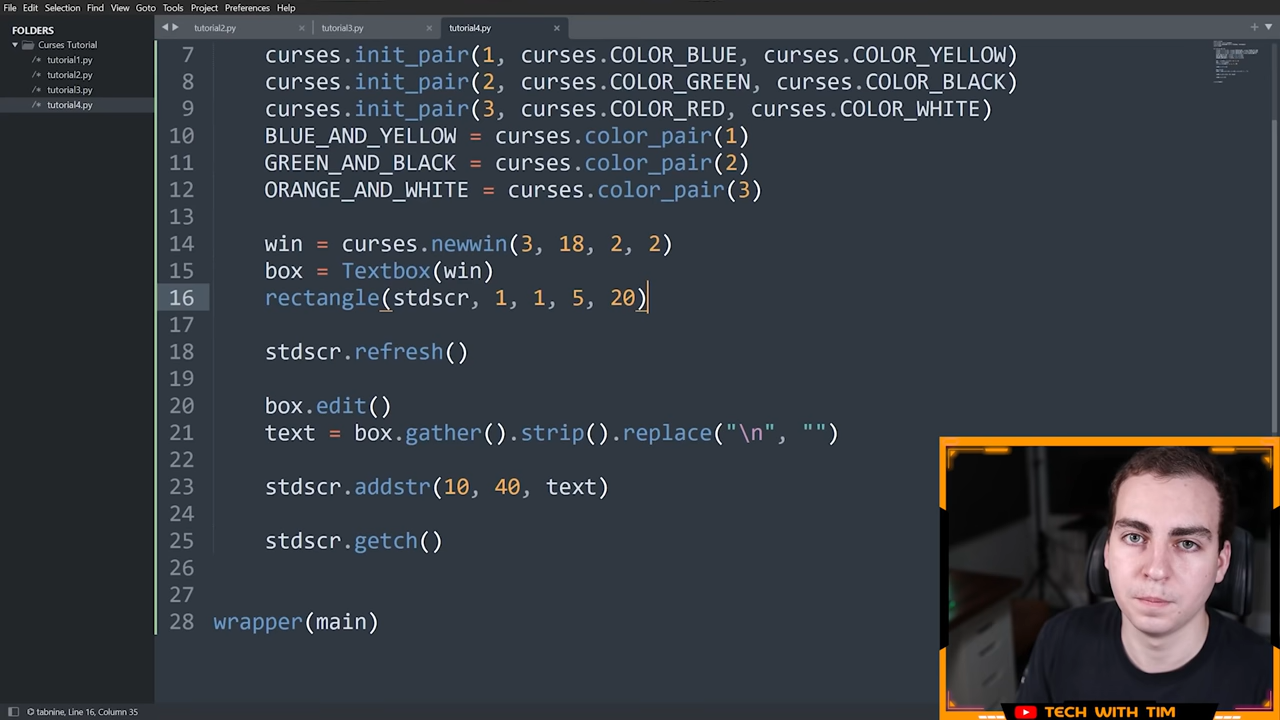 File Edit Selection Find View Goto Tools Project Preferences Help
FOLDERS
Curses Tutorial
tutorial1.py
tutorial2.py
tutorial3.py
tutorial4.py
tutorial2.py × tutorial3.py × tutorial4.py ×
7 curses.init_pair(1, curses.COLOR_BLUE, curses.COLOR_YELLOW)
8 curses.init_pair(2, curses.COLOR_GREEN, curses.COLOR_BLACK)
9 curses.init_pair(3, curses.COLOR_RED, curses.COLOR_WHITE)
10 BLUE_AND_YELLOW = curses.color_pair(1)
11 GREEN_AND_BLACK = curses.color_pair(2)
12 ORANGE_AND_WHITE = curses.color_pair(3)
13
14 win = curses.newwin(3, 18, 2, 2)
15 box = Textbox(win)
16 rectangle(stdscr, 1, 1, 5, 20)
17
18 stdscr.refresh()
19
20 box.edit()
21 text = box.gather().strip().replace("\n", "")
22
23 stdscr.addstr(10, 40, text)
24
25 stdscr.getch()
26
27
28 wrapper(main)
tabnine, Line 16, Column 35
TECH WITH TIM